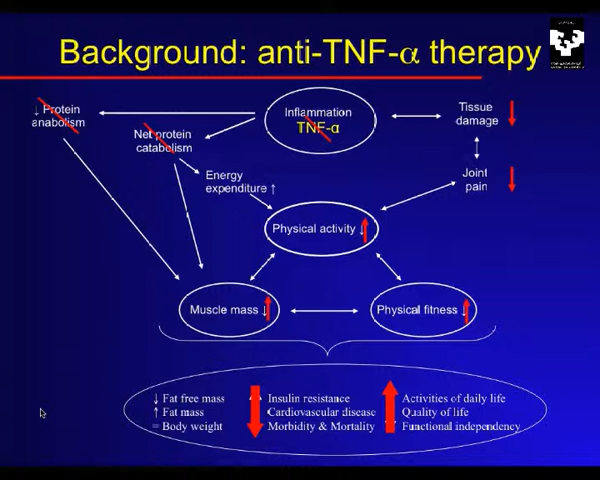 Background: anti-TNF-α therapy
↓ Protein
anabolism
Net protein
catabolism
Inflammation
TNF-α
Tissue
damage
Energy
expenditure ↑
Joint
pain
Physical activity ↓
Muscle mass ↓
Physical fitness ↓
↓ Fat free mass
↑ Fat mass
= Body weight
Insulin resistance
Cardiovascular disease
Morbidity & Mortality
Activities of daily life
Quality of life
Functional independency